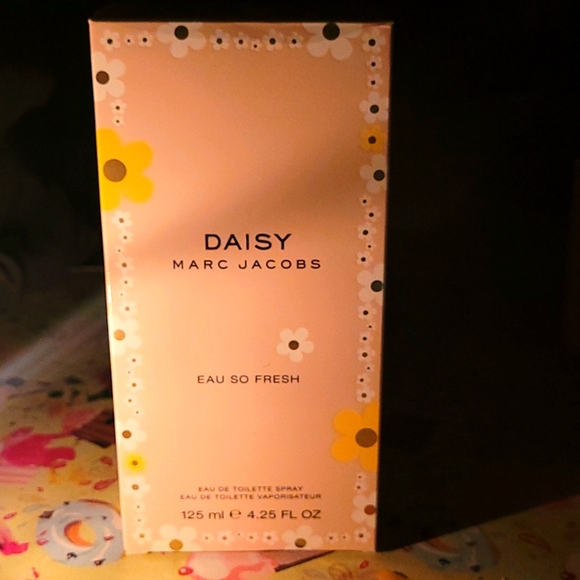 DAISY
MARC JACOBS
EAU SO FRESH
EAU DE TOILETTE SPRAY
EAU DE TOILETTE VAPORISATEUR
125 ml ℮ 4.25 FL OZ